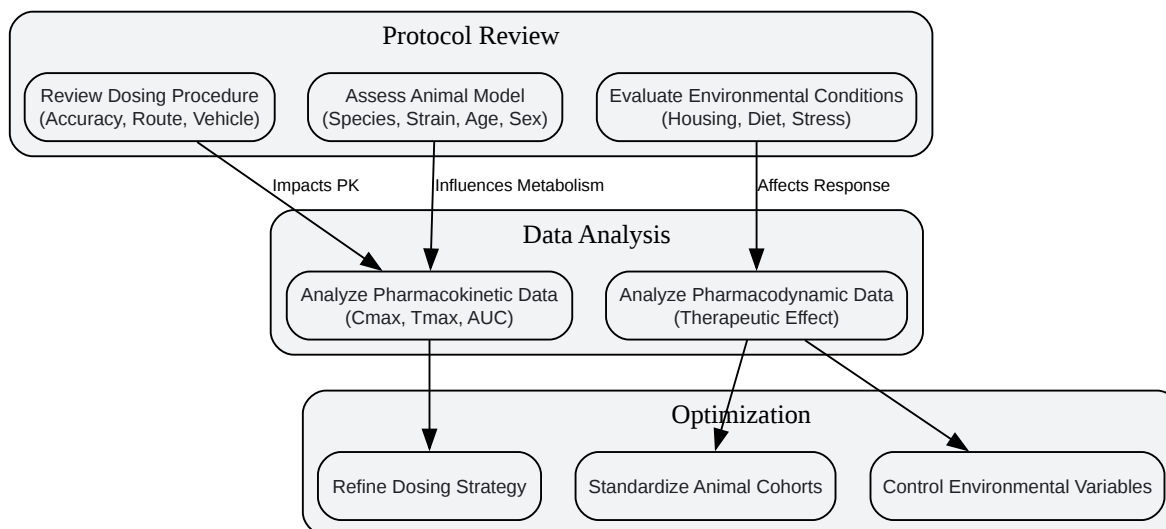 Protocol Review
Review Dosing Procedure
(Accuracy, Route, Vehicle)
Assess Animal Model
(Species, Strain, Age, Sex)
Evaluate Environmental Conditions
(Housing, Diet, Stress)
Impacts PK
Influences Metabolism
Affects Response
Data Analysis
Analyze Pharmacokinetic Data
(Cmax, Tmax, AUC)
Analyze Pharmacodynamic Data
(Therapeutic Effect)
Optimization
Refine Dosing Strategy
Standardize Animal Cohorts
Control Environmental Variables